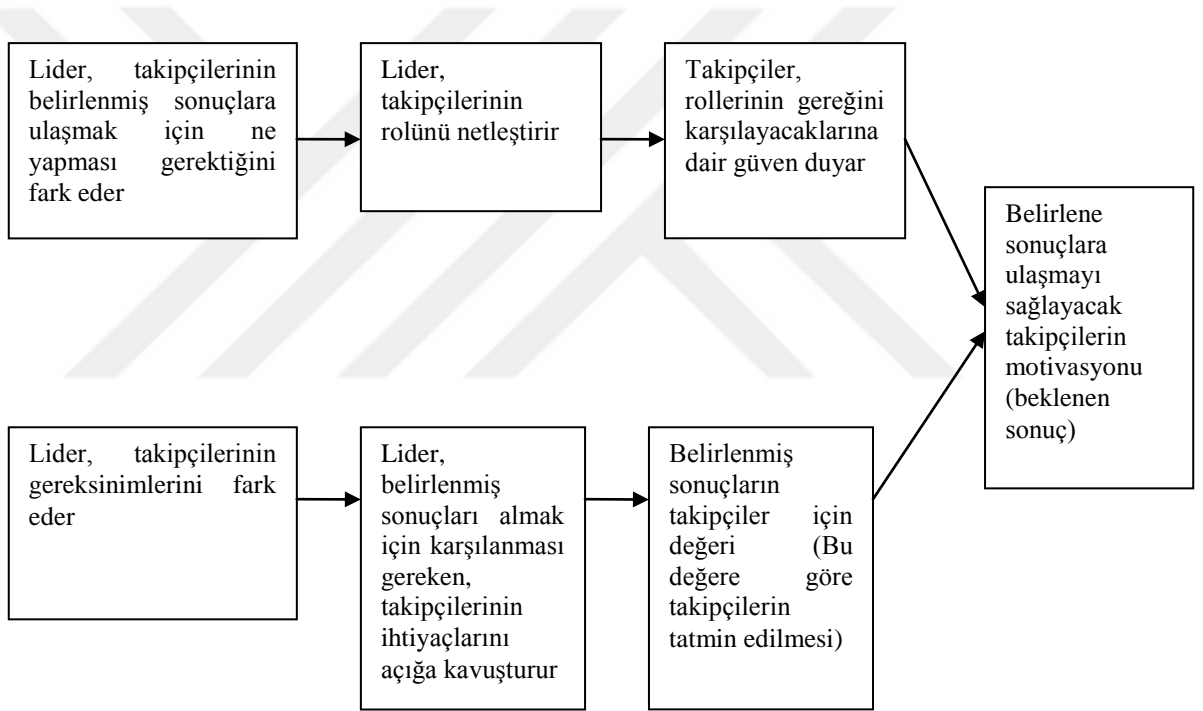 Lider, takipçilerinin
belirlenmiş sonuçlara
ulaşmak için ne
yapması gerektiğini
fark eder
Lider,
takipçilerinin
rolünü netleştirir
Takipçiler,
rollerinin gereğini
karşılayacaklarına
dair güven duyar
Belirlene
sonuçlara
ulaşmayı
sağlayacak
takipçilerin
motivasyonu
(beklenen
sonuç)
Lider, takipçilerinin
gereksinimlerini fark
eder
Lider,
belirlenmiş
sonuçları almak
için karşılanması
gereken,
takipçilerinin
ihtiyaçlarını
açığa kavuşturur
Belirlenmiş
sonuçların
takipçiler için
değeri (Bu
değere göre
takipçilerin
tatmin edilmesi)